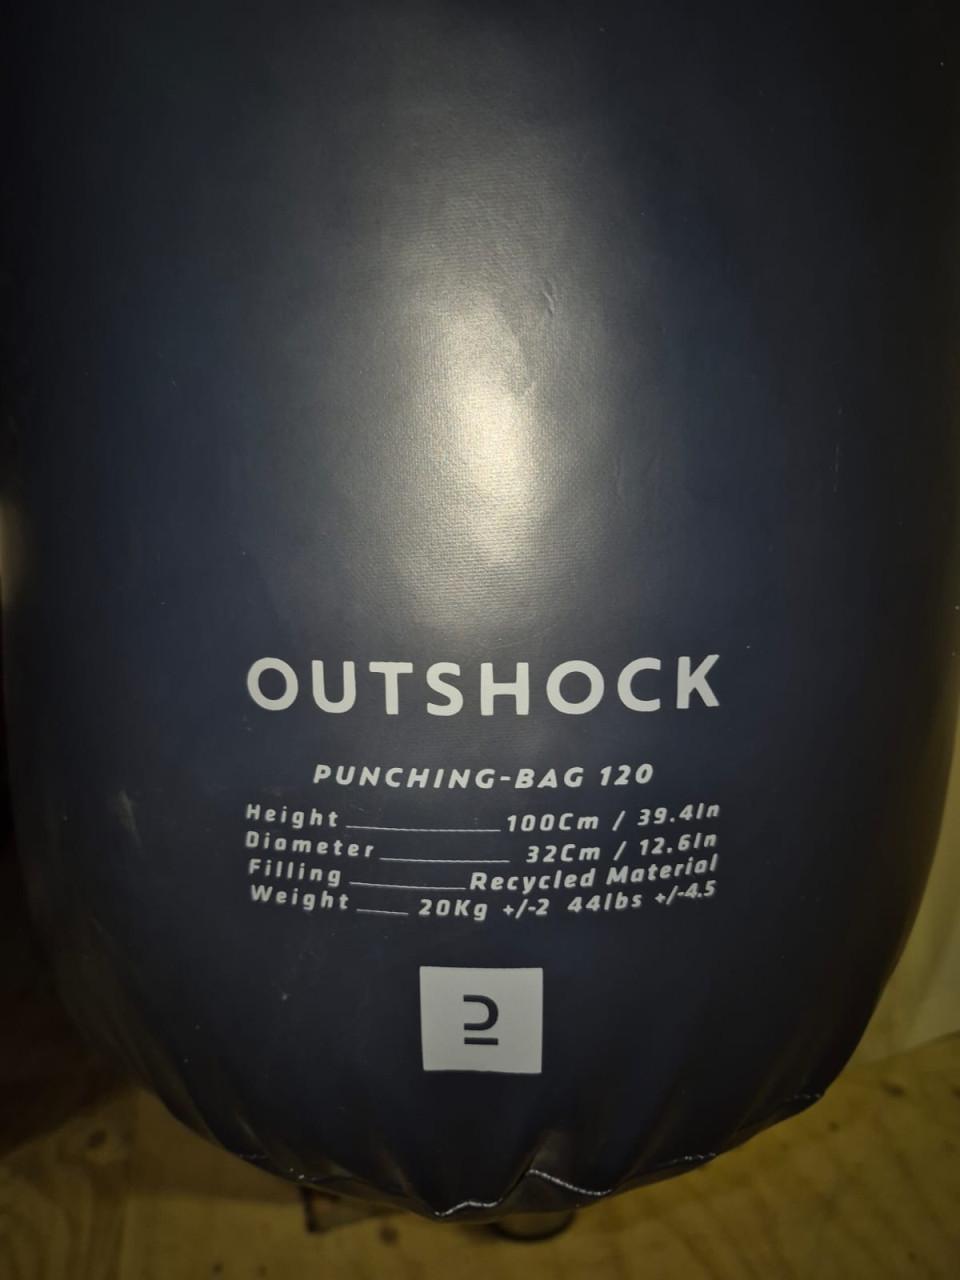 OUTSHOCK
PUNCHING-BAG 120
Height 100Cm / 39.4In
Diameter 32Cm / 12.6In
Filling Recycled Material
Weight 20Kg +/-2 44lbs +/-4.5